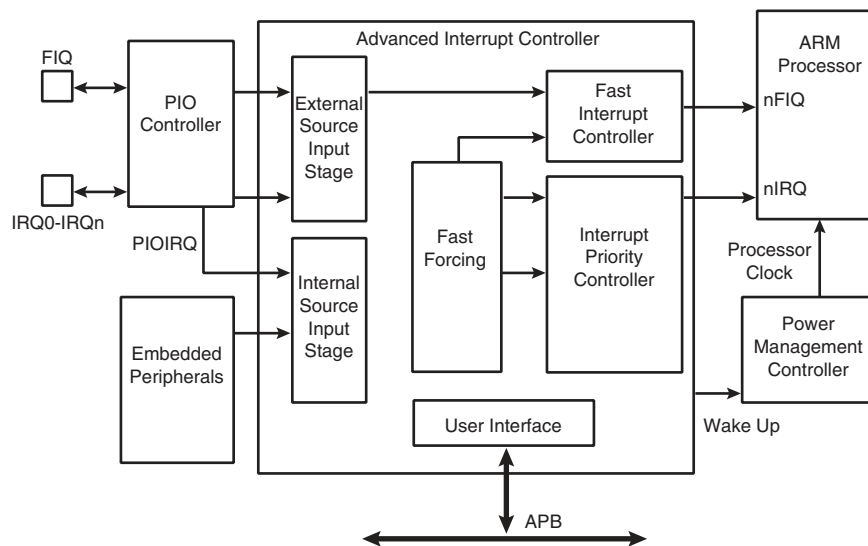 Advanced Interrupt Controller
FIQ
PIO
Controller
IRQ0-IRQn
PIOIRQ
Embedded
Peripherals
External
Source
Input
Stage
Internal
Source
Input
Stage
Fast
Forcing
Fast
Interrupt
Controller
Interrupt
Priority
Controller
User Interface
APB
ARM
Processor
nFIQ
nIRQ
Processor
Clock
Power
Management
Controller
Wake Up